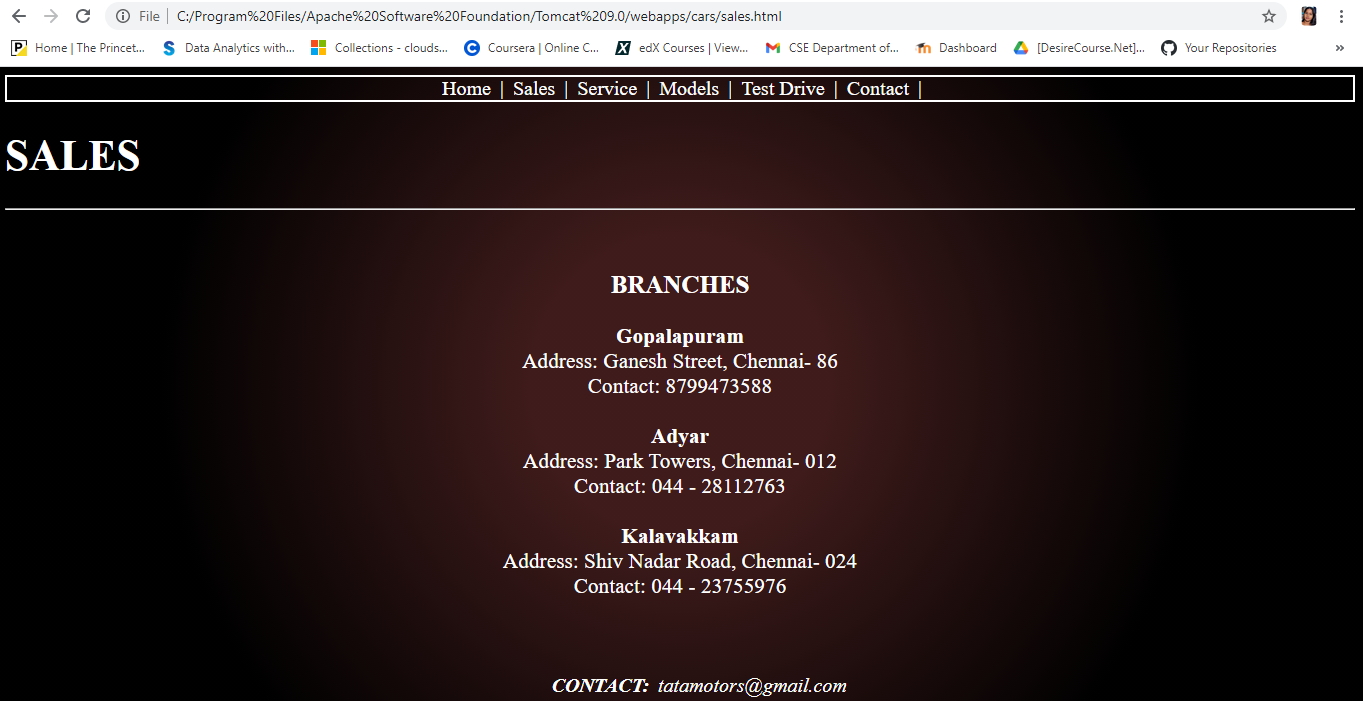 File | C:/Program%20Files/Apache%20Software%20Foundation/Tomcat%209.0/webapps/cars/sales.html
Home | The Princet... Data Analytics with... Collections - clouds... Coursera | Online C... edX Courses | View... CSE Department of... Dashboard [DesireCourse.Net]... Your Repositories »
Home | Sales | Service | Models | Test Drive | Contact |
SALES
BRANCHES
Gopalapuram
Address: Ganesh Street, Chennai- 86
Contact: 8799473588
Adyar
Address: Park Towers, Chennai- 012
Contact: 044 - 28112763
Kalavakkam
Address: Shiv Nadar Road, Chennai- 024
Contact: 044 - 23755976
CONTACT: tatamotors@gmail.com